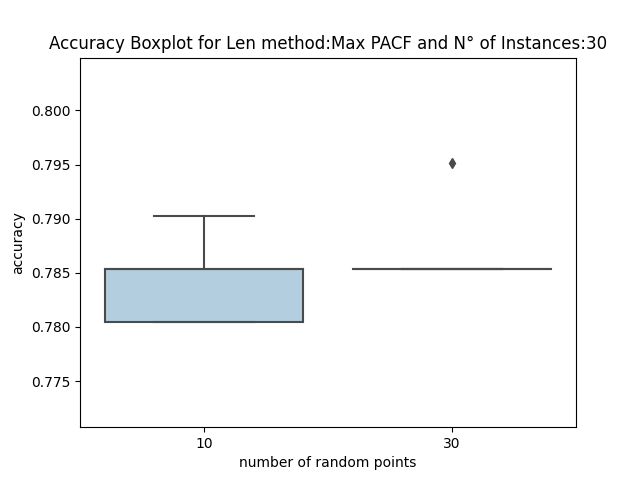 Accuracy Boxplot for Len method:Max PACF and N° of Instances:30
0.800
0.795
0.790
0.785
0.780
0.775
accuracy
10 30
number of random points